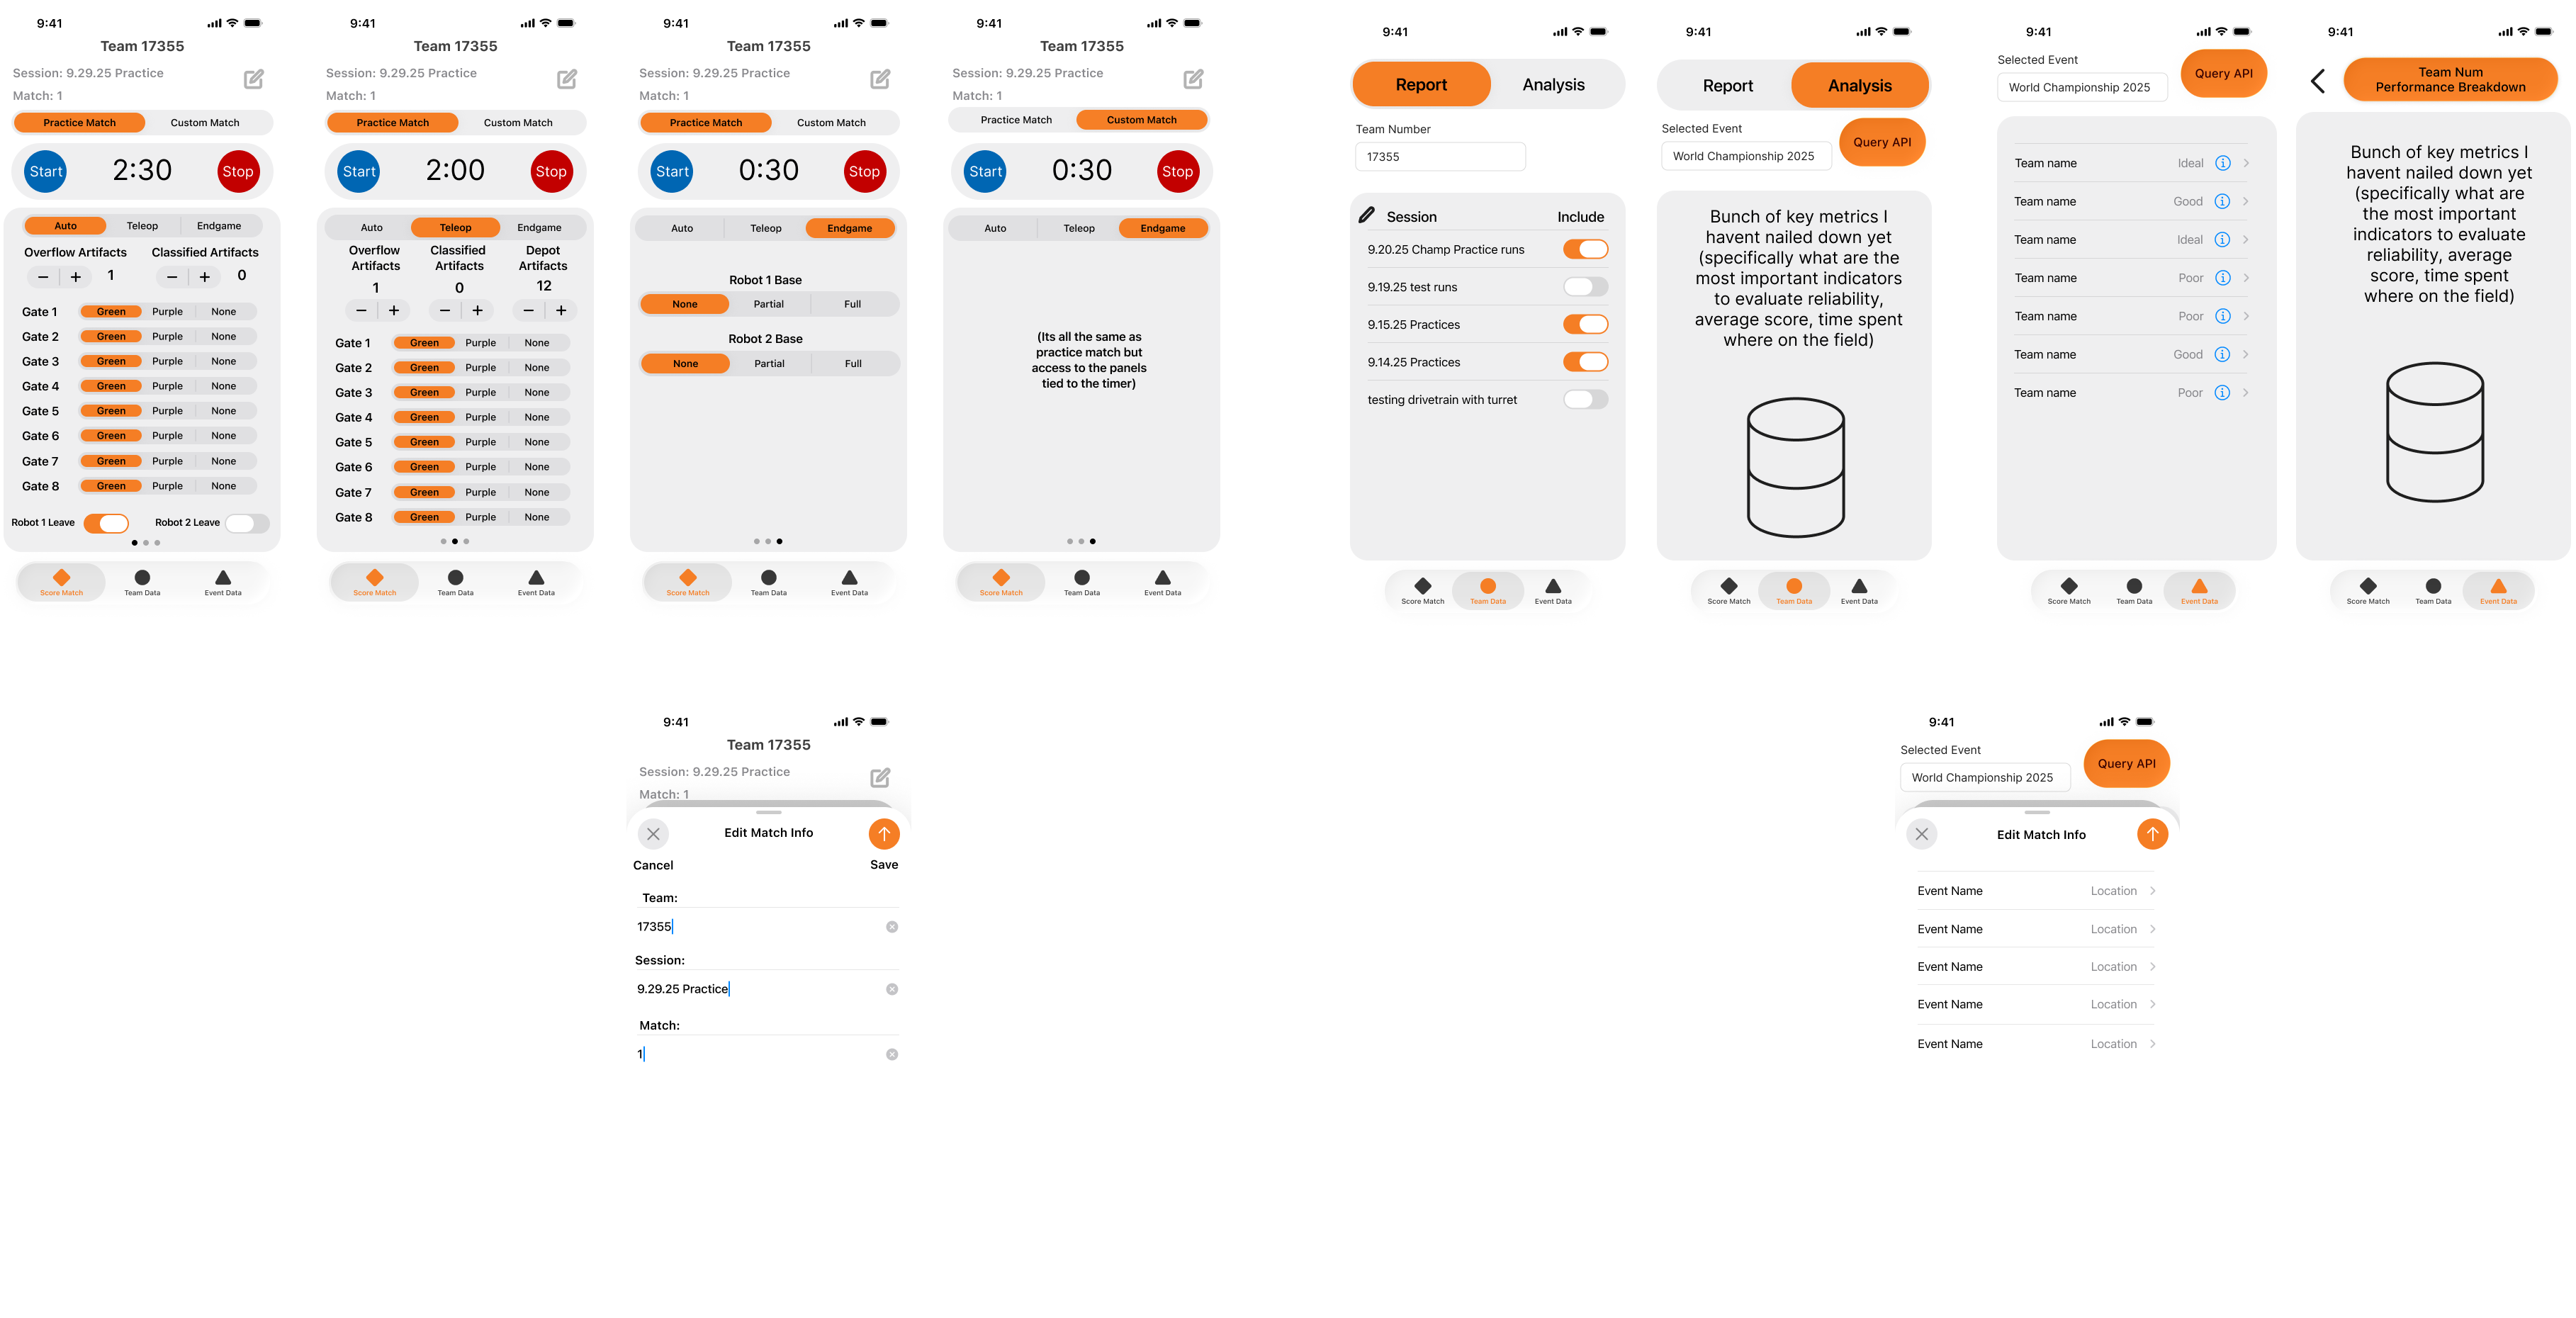 9:41
Team 17355
Session: 9.29.25 Practice
Match: 1
Practice Match Custom Match
Start 2:30 Stop
Auto Teleop Endgame
Overflow Artifacts Classified Artifacts
− + 1 − + 0
Gate 1 Green Purple None
Gate 2 Green Purple None
Gate 3 Green Purple None
Gate 4 Green Purple None
Gate 5 Green Purple None
Gate 6 Green Purple None
Gate 7 Green Purple None
Gate 8 Green Purple None
Robot 1 Leave Robot 2 Leave
Score Match Team Data Event Data
9:41
Team 17355
Session: 9.29.25 Practice
Match: 1
Practice Match Custom Match
Start 2:00 Stop
Auto Teleop Endgame
Overflow Classified Depot
Artifacts Artifacts Artifacts
1 0 12
− + − + − +
Gate 1 Green Purple None
Gate 2 Green Purple None
Gate 3 Green Purple None
Gate 4 Green Purple None
Gate 5 Green Purple None
Gate 6 Green Purple None
Gate 7 Green Purple None
Gate 8 Green Purple None
Score Match Team Data Event Data
9:41
Team 17355
Session: 9.29.25 Practice
Match: 1
Practice Match Custom Match
Start 0:30 Stop
Auto Teleop Endgame
Robot 1 Base
None Partial Full
Robot 2 Base
None Partial Full
Score Match Team Data Event Data
9:41
Team 17355
Session: 9.29.25 Practice
Match: 1
Practice Match Custom Match
Start 0:30 Stop
Auto Teleop Endgame
(Its all the same as
practice match but
access to the panels
tied to the timer)
Score Match Team Data Event Data
9:41
Report Analysis
Team Number
17355
Session Include
9.20.25 Champ Practice runs
9.19.25 test runs
9.15.25 Practices
9.14.25 Practices
testing drivetrain with turret
Score Match Team Data Event Data
9:41
Report Analysis
Selected Event
World Championship 2025 Query API
Bunch of key metrics I
havent nailed down yet
(specifically what are the
most important indicators
to evaluate reliability,
average score, time spent
where on the field)
Score Match Team Data Event Data
9:41
Selected Event
World Championship 2025 Query API
Team name Ideal
Team name Good
Team name Ideal
Team name Poor
Team name Poor
Team name Good
Team name Poor
Score Match Team Data Event Data
9:41
Team Num
Performance Breakdown
Bunch of key metrics I
havent nailed down yet
(specifically what are
the most important
indicators to evaluate
reliability, average
score, time spent
where on the field)
Score Match Team Data Event Data
9:41
Team 17355
Session: 9.29.25 Practice
Match: 1
Edit Match Info
Cancel Save
Team:
17355
Session:
9.29.25 Practice
Match:
1
9:41
Selected Event
World Championship 2025 Query API
Edit Match Info
Event Name Location
Event Name Location
Event Name Location
Event Name Location
Event Name Location